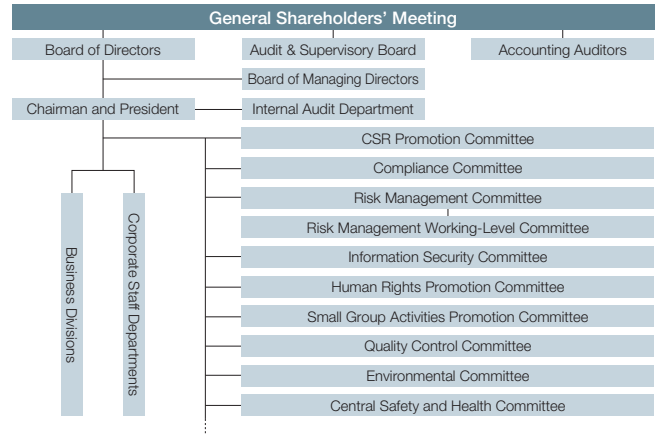 General Shareholders’ Meeting
Board of Directors
Audit & Supervisory Board
Accounting Auditors
Board of Managing Directors
Chairman and President
Internal Audit Department
CSR Promotion Committee
Compliance Committee
Risk Management Committee
Risk Management Working-Level Committee
Information Security Committee
Human Rights Promotion Committee
Small Group Activities Promotion Committee
Quality Control Committee
Environmental Committee
Central Safety and Health Committee
Business Divisions
Corporate Staff Departments